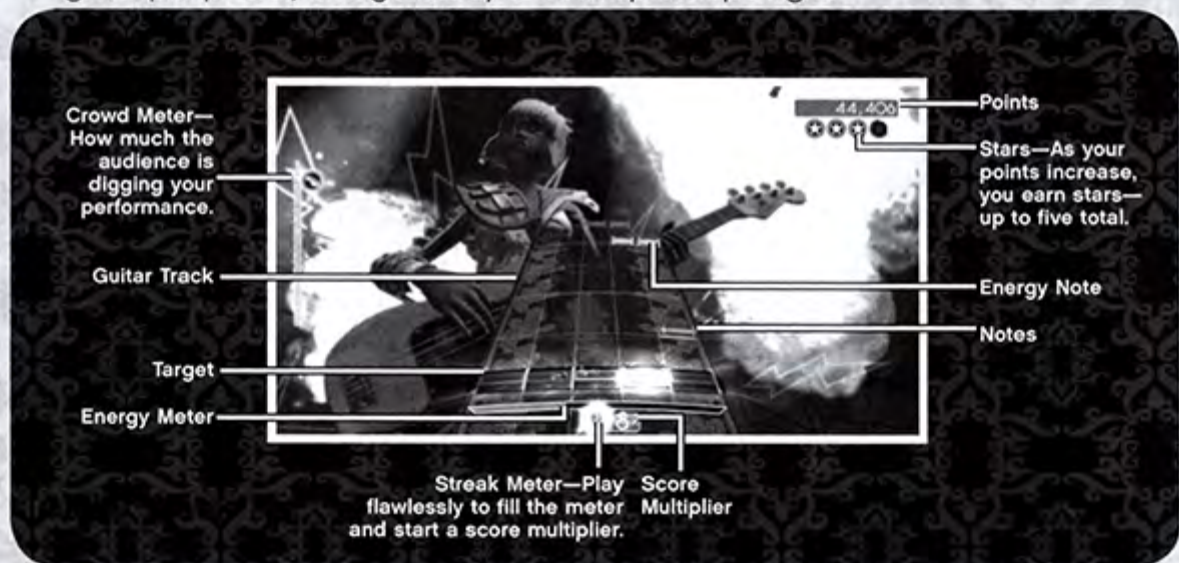 44,406
Crowd Meter—
How much the
audience is
digging your
performance.
Guitar Track
Target
Energy Meter
Points
Stars—As your
points increase,
you earn stars—
up to five total.
Energy Note
Notes
Streak Meter—Play
flawlessly to fill the meter
and start a score multiplier.
Score
Multiplier